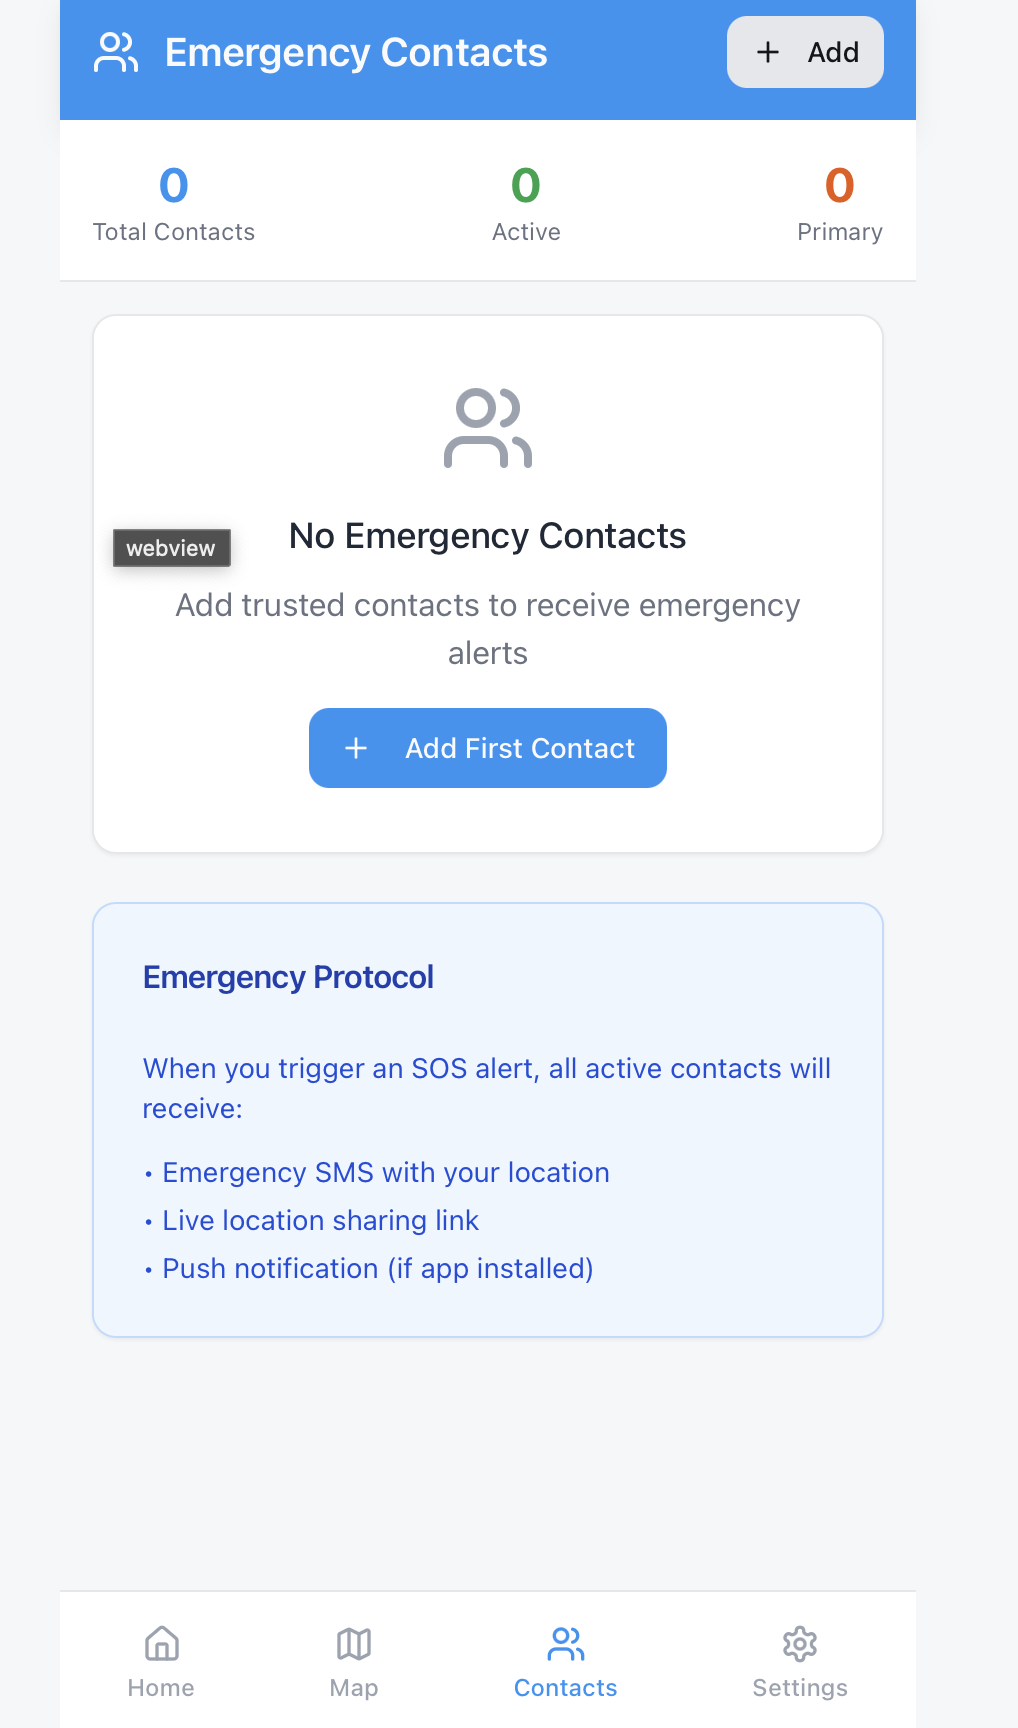 Emergency Contacts
Add
0
Total Contacts
0
Active
0
Primary
No Emergency Contacts
webview
Add trusted contacts to receive emergency
alerts
Add First Contact
Emergency Protocol
When you trigger an SOS alert, all active contacts will
receive:
• Emergency SMS with your location
• Live location sharing link
• Push notification (if app installed)
Home
Map
Contacts
Settings